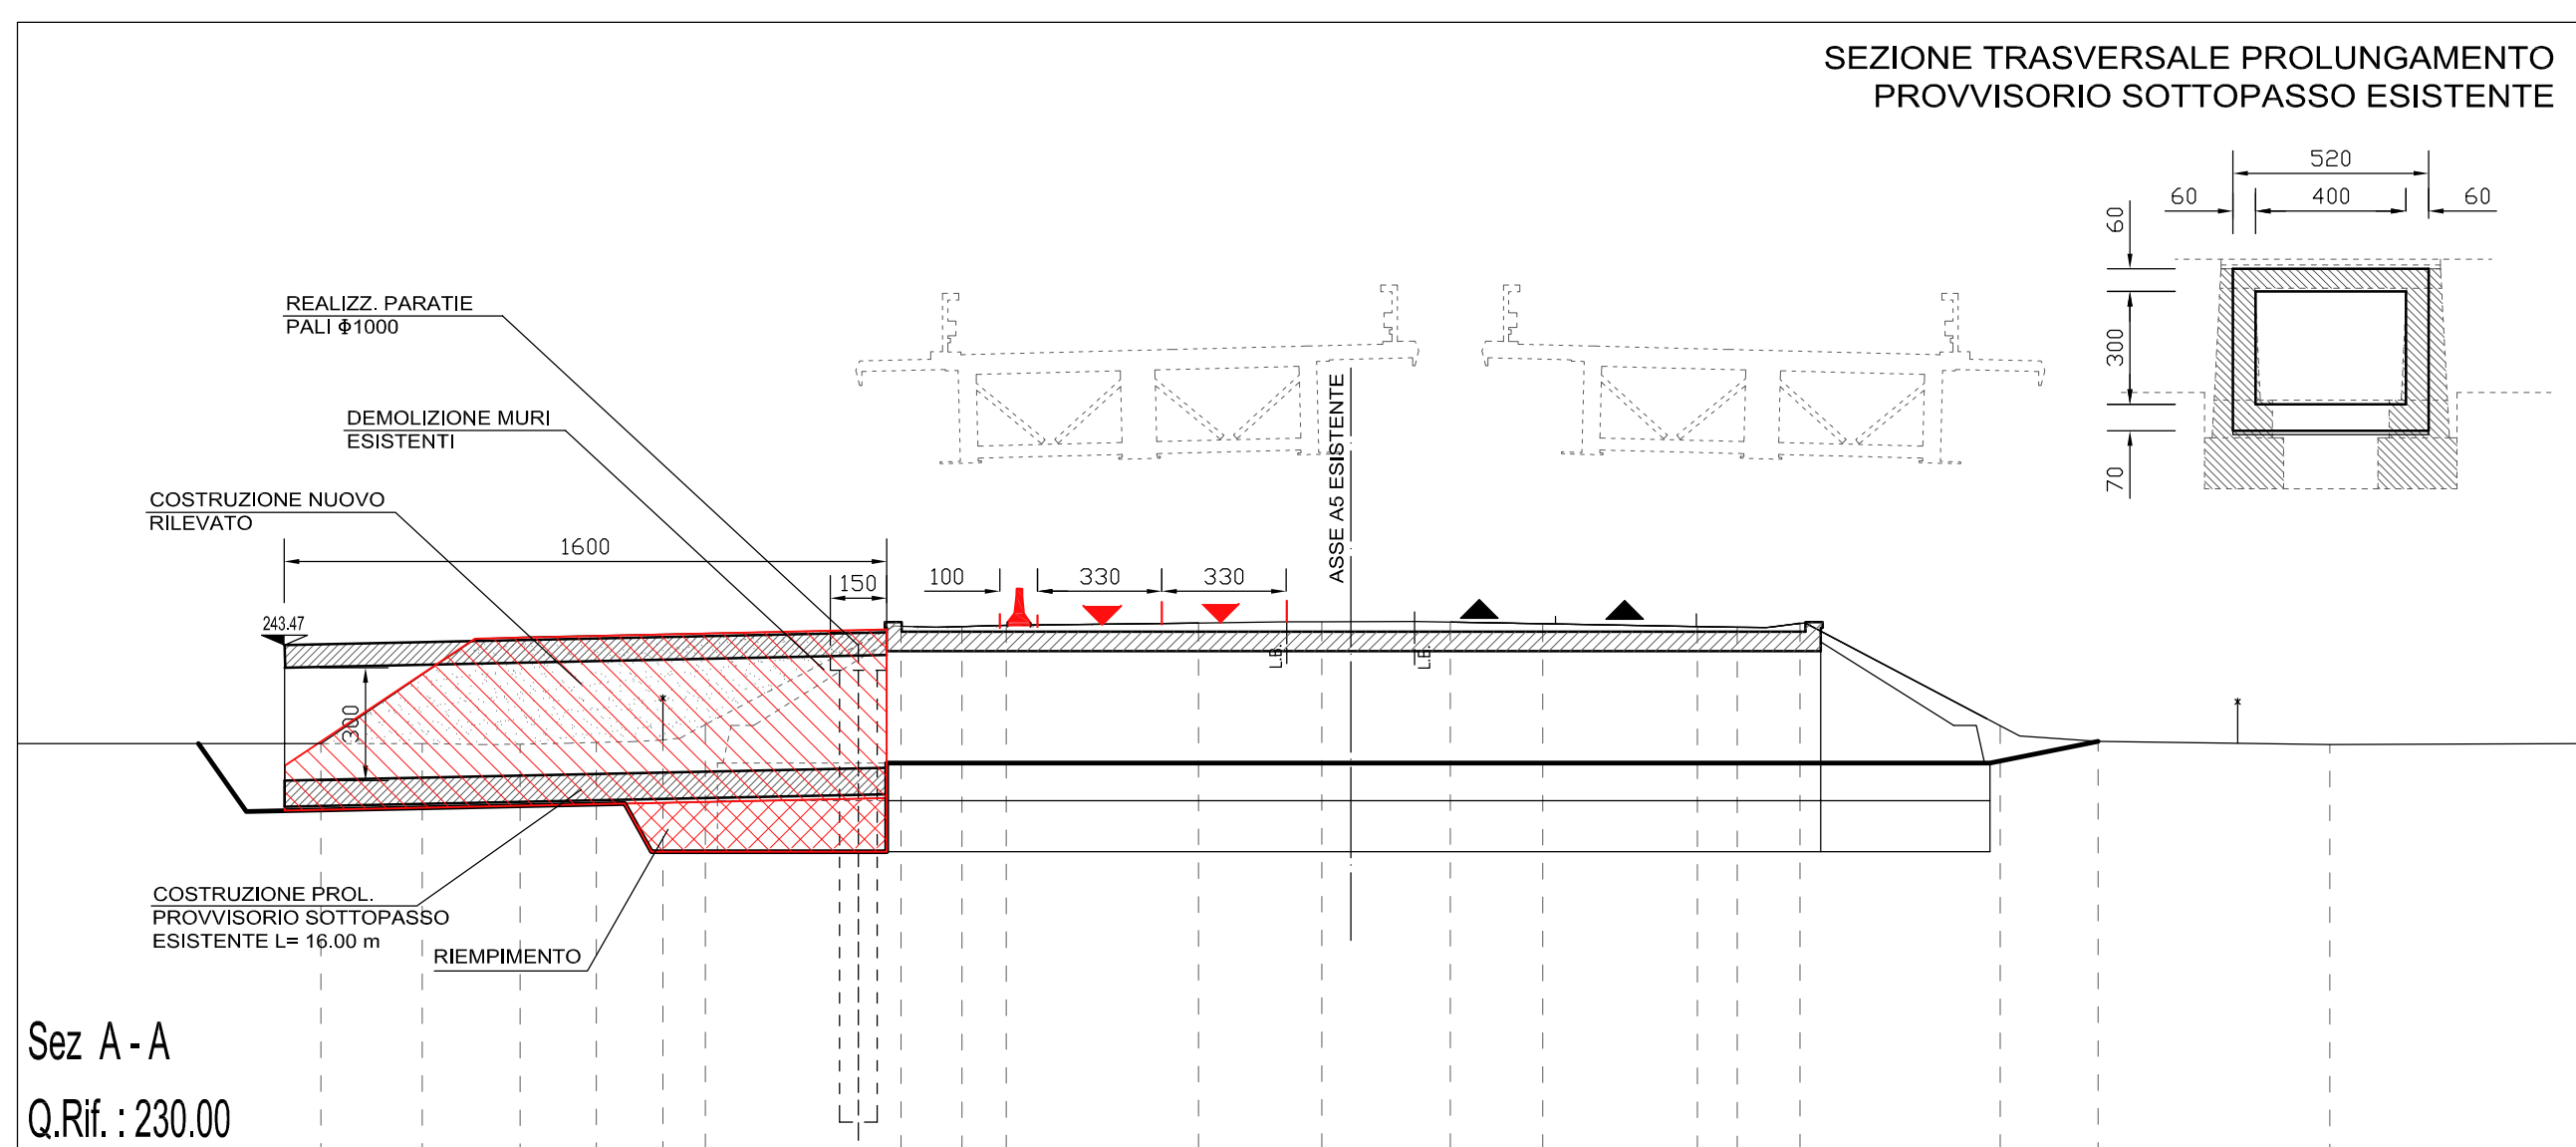 SEZIONE TRASVERSALE PROLUNGAMENTO
PROVVISORIO SOTTOPASSO ESISTENTE
520
60
400
60
60
300
70
REALIZZ. PARATIE
PALI Φ1000
DEMOLIZIONE MURI
ESISTENTI
COSTRUZIONE NUOVO
RILEVATO
ASSE A5 ESISTENTE
1600
150
100
330
330
243.47
300
L.B.
L.B.
COSTRUZIONE PROL.
PROVVISORIO SOTTOPASSO
ESISTENTE L= 16.00 m
RIEMPIMENTO
Sez A - A
Q.Rif. : 230.00